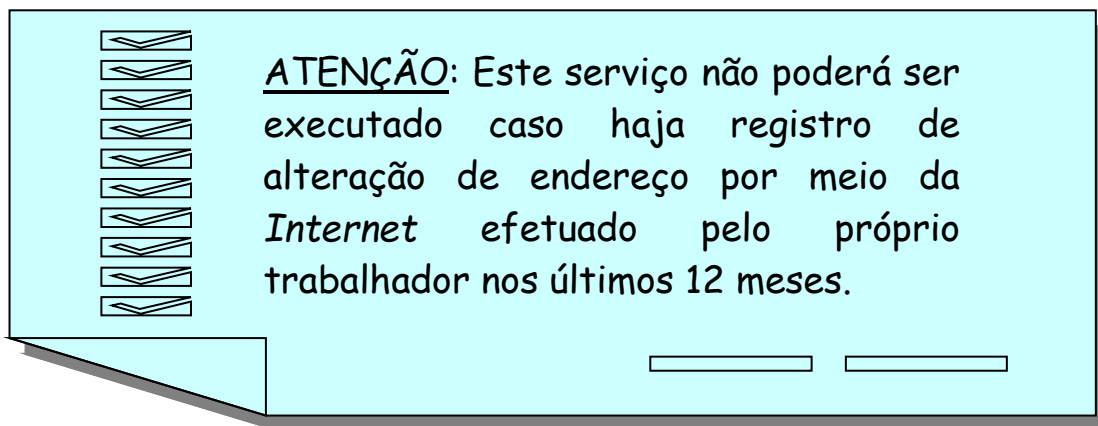 ATENÇÃO: Este serviço não poderá ser
executado caso haja registro de
alteração de endereço por meio da
Internet efetuado pelo próprio
trabalhador nos últimos 12 meses.